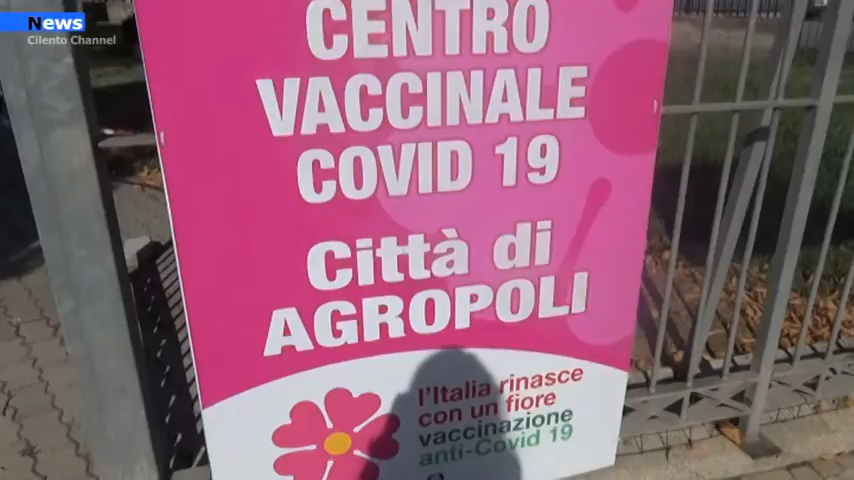 News
Cilento Channel
CENTRO
VACCINALE
COVID 19
Città di
AGROPOLI
l'Italia rinasce
con un fiore
vaccinazione
anti-Covid 19